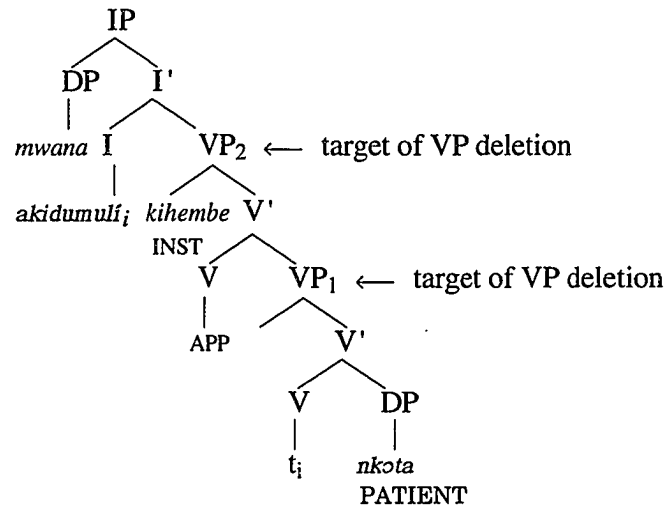 IP
DP I'
mwana I VP₂ ← target of VP deletion
akidumulíᵢ kihembe V'
INST
V VP₁ ← target of VP deletion
APP V'
V DP
tᵢ nkɔta
PATIENT